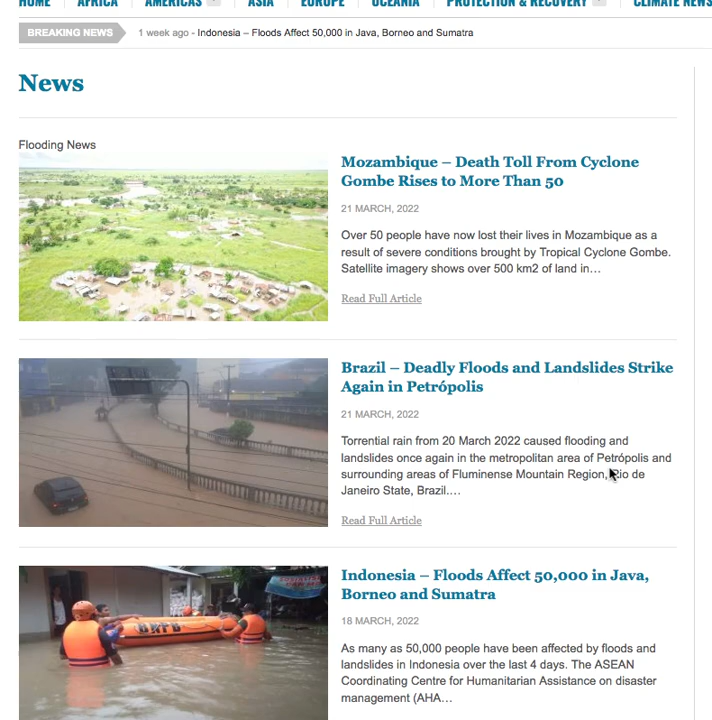 HOME AFRICA AMERICAS ASIA EUROPE OCEANIA PROTECTION & RECOVERY CLIMATE NEWS
BREAKING NEWS 1 week ago - Indonesia – Floods Affect 50,000 in Java, Borneo and Sumatra
News
Flooding News
Mozambique – Death Toll From Cyclone
Gombe Rises to More Than 50
21 MARCH, 2022
Over 50 people have now lost their lives in Mozambique as a
result of severe conditions brought by Tropical Cyclone Gombe.
Satellite imagery shows over 500 km2 of land in…
Read Full Article
Brazil – Deadly Floods and Landslides Strike
Again in Petrópolis
21 MARCH, 2022
Torrential rain from 20 March 2022 caused flooding and
landslides once again in the metropolitan area of Petrópolis and
surrounding areas of Fluminense Mountain Region, Rio de
Janeiro State, Brazil.…
Read Full Article
Indonesia – Floods Affect 50,000 in Java,
Borneo and Sumatra
18 MARCH, 2022
As many as 50,000 people have been affected by floods and
landslides in Indonesia over the last 4 days. The ASEAN
Coordinating Centre for Humanitarian Assistance on disaster
management (AHA…